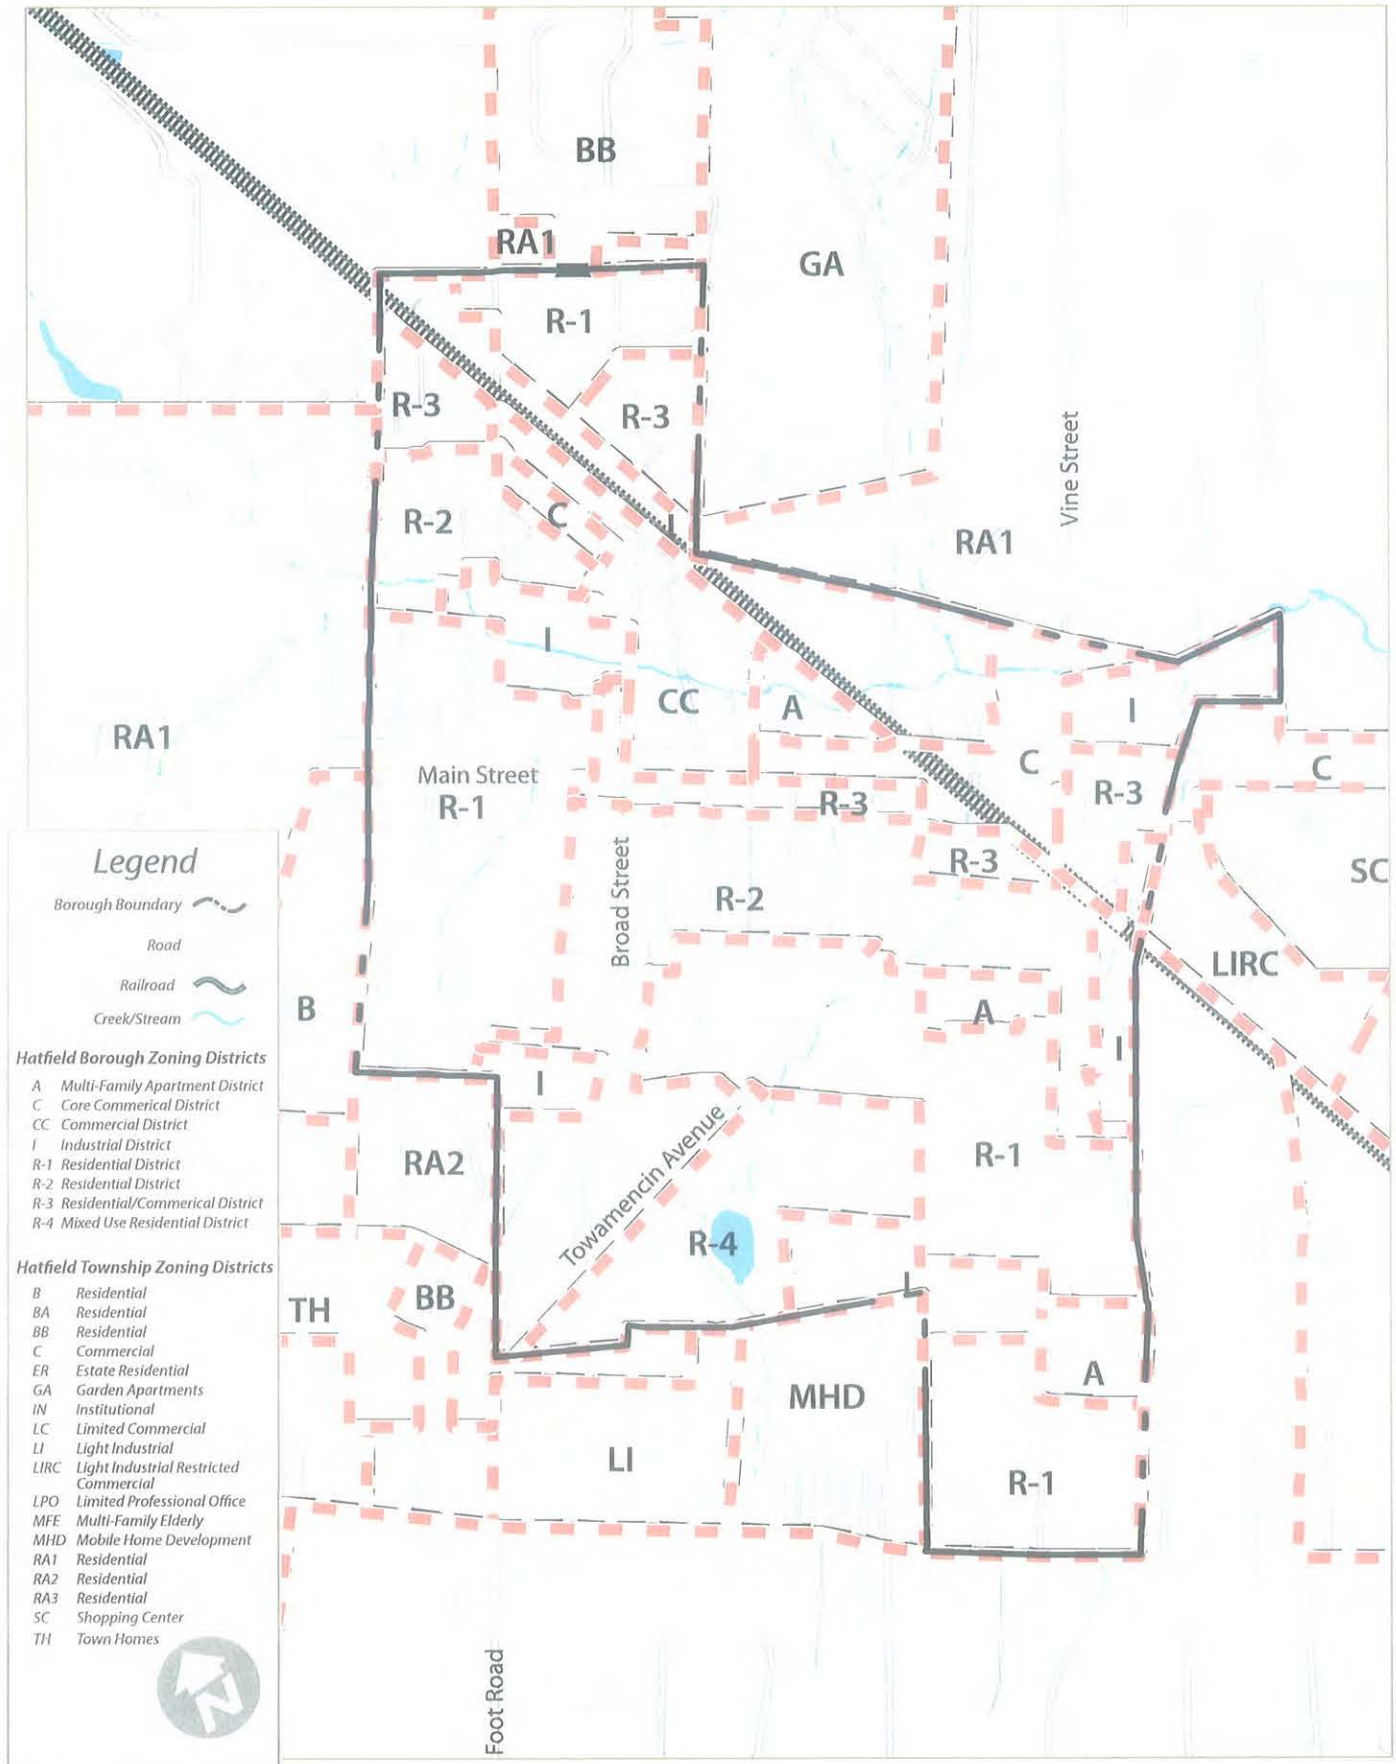 BB
RA1
GA
R-1
R-3
R-3
Vine Street
C
R-2
I
RA1
I
CC
A
I
RA1
C
C
Main Street
R-3
R-1
R-3
R-3
SC
Broad Street
R-2
LIRC
B
A
I
I
Towamencin Avenue
R-1
RA2
R-4
TH
BB
A
MHD
LI
R-1
Foot Road
Legend
Borough Boundary
Road
Railroad
Creek/Stream
Hatfield Borough Zoning Districts
A Multi-Family Apartment District
C Core Commerical District
CC Commercial District
I Industrial District
R-1 Residential District
R-2 Residential District
R-3 Residential/Commerical District
R-4 Mixed Use Residential District
Hatfield Township Zoning Districts
B Residential
BA Residential
BB Residential
C Commercial
ER Estate Residential
GA Garden Apartments
IN Institutional
LC Limited Commercial
LI Light Industrial
LIRC Light Industrial Restricted
Commercial
LPO Limited Professional Office
MFE Multi-Family Elderly
MHD Mobile Home Development
RA1 Residential
RA2 Residential
RA3 Residential
SC Shopping Center
TH Town Homes
N